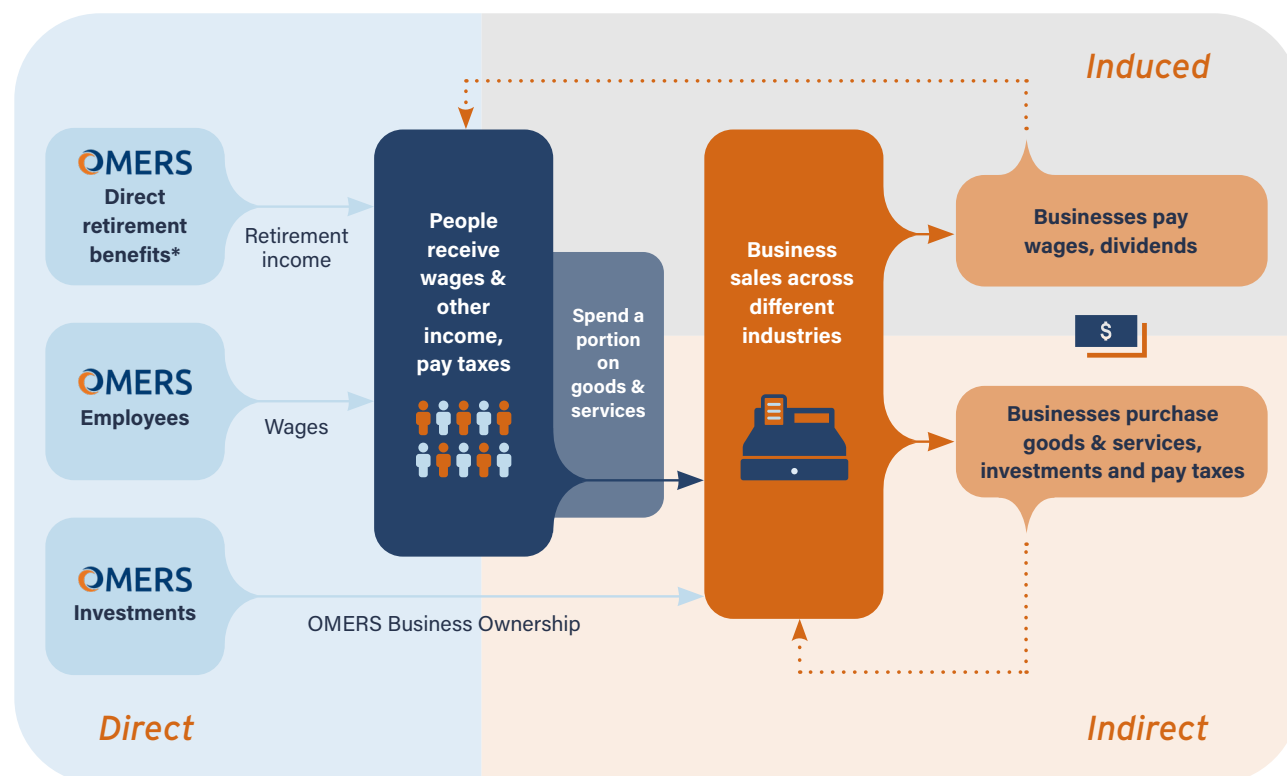 Induced
OMERS
Direct
retirement
benefits*
Retirement
income
People
receive
wages &
other
income,
pay taxes
Spend a
portion
on
goods &
services
Business
sales across
different
industries
Businesses pay
wages, dividends
$
OMERS
Employees
Wages
Businesses purchase
goods & services,
investments and pay taxes
OMERS
Investments
OMERS Business Ownership
Direct
Indirect